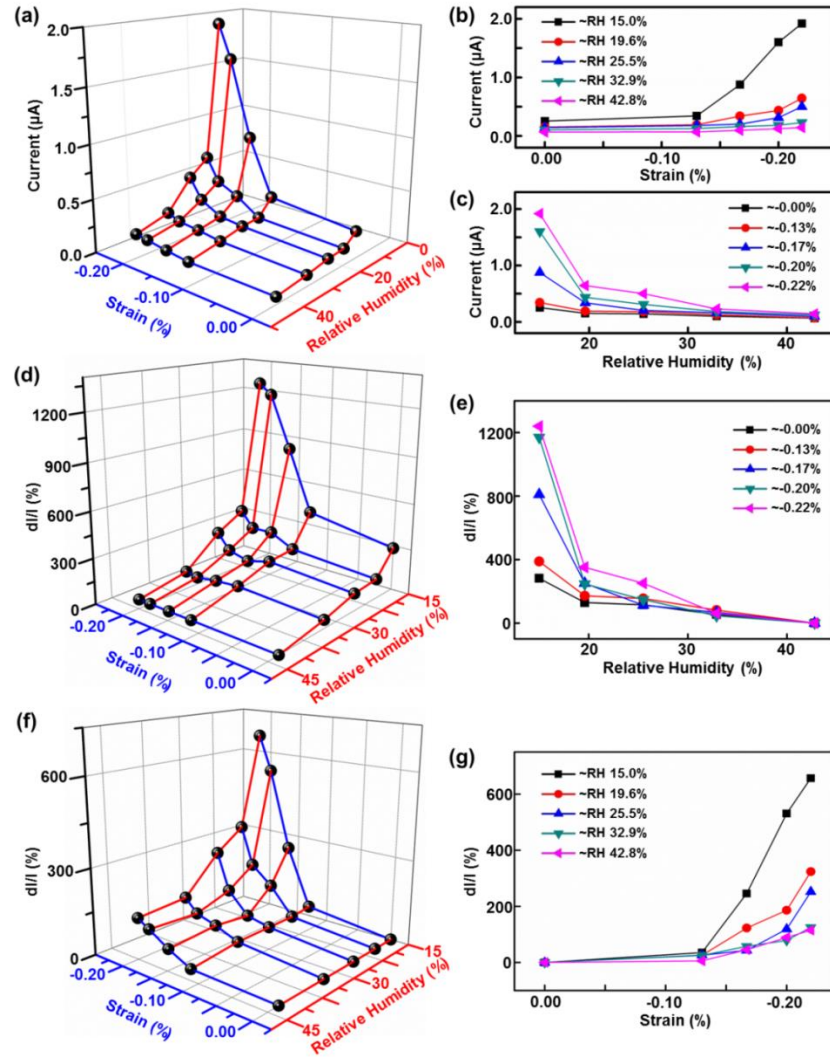 (a)
2.0
1.5
1.0
0.5
0.0
Current (μA)
-0.20
-0.10
0.00
Strain (%)
0
20
40
Relative Humidity (%)
(b)
2.0
1.0
0.0
Current (μA)
~RH 15.0%
~RH 19.6%
~RH 25.5%
~RH 32.9%
~RH 42.8%
0.00 -0.10 -0.20
Strain (%)
(c)
2.0
1.0
0.0
Current (μA)
~-0.00%
~-0.13%
~-0.17%
~-0.20%
~-0.22%
20 30 40
Relative Humidity (%)
(d)
1200
900
600
300
0
dI/I (%)
-0.20
-0.10
0.00
Strain (%)
15
30
45
Relative Humidity (%)
(e)
1200
800
400
0
dI/I (%)
~-0.00%
~-0.13%
~-0.17%
~-0.20%
~-0.22%
20 30 40
Relative Humidity (%)
(f)
600
300
0
dI/I (%)
-0.20
-0.10
0.00
Strain (%)
15
30
45
Relative Humidity (%)
(g)
600
400
200
0
dI/I (%)
~RH 15.0%
~RH 19.6%
~RH 25.5%
~RH 32.9%
~RH 42.8%
0.00 -0.10 -0.20
Strain (%)